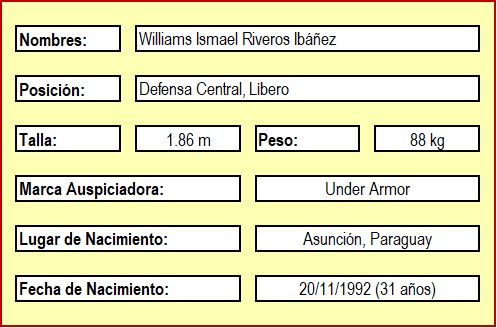 Nombres: Williams Ismael Riveros Ibáñez
Posición: Defensa Central, Libero
Talla: 1.86 m Peso: 88 kg
Marca Auspiciadora: Under Armor
Lugar de Nacimiento: Asunción, Paraguay
Fecha de Nacimiento: 20/11/1992 (31 años)